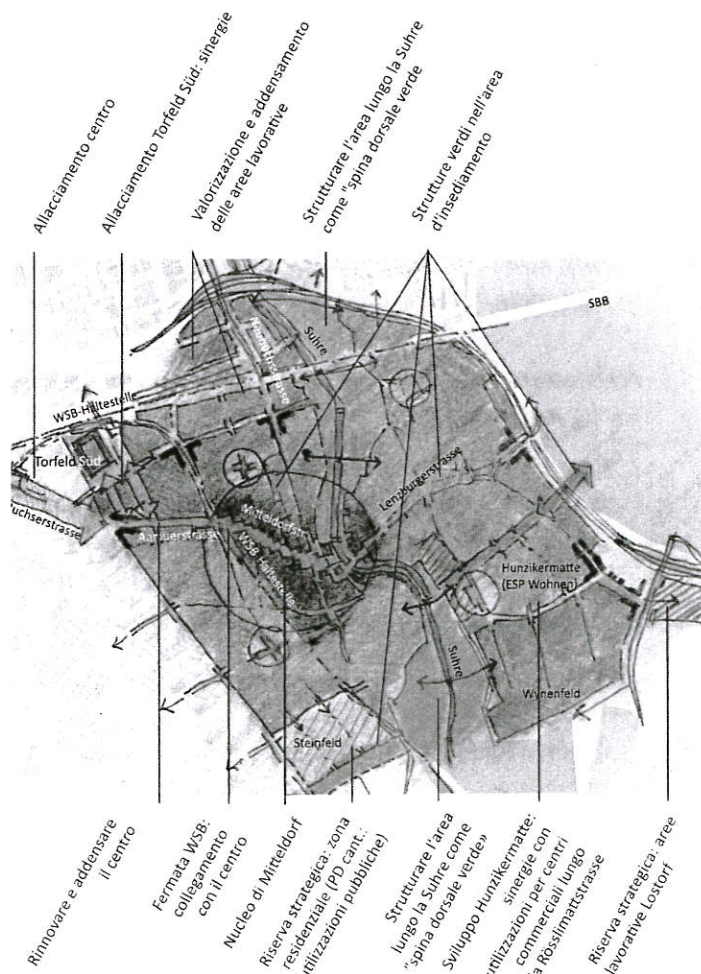 Allacciamento centro
Allacciamento Torfeld Süd: sinergie
Valorizzazione e addensamento
delle aree lavorative
Strutturare l'area lungo la Suhre
come "spina dorsale verde
Strutture verdi nell'area
d'insediamento
SBB
Suhre
WSB-Haltestelle
Torfeld Süd
Lenzburgerstrasse
Mitteldorfstr.
WSB-Haltestelle
Hunzikermatte
(ESP Wohnen)
Suhre
Wynenfeld
Steinfeld
Rinnovare e addensare
il centro
Fermata WSB:
collegamento
con il centro
Nucleo di Mitteldorf
Riserva strategica: zona
residenziale (PD cant.:
utilizzazioni pubbliche)
Strutturare l'area
lungo la Suhre come
"spina dorsale verde»
Sviluppo Hunzikermatte:
sinergie con
utilizzazioni per centri
commerciali lungo
Rösslimattstrasse
Riserva strategica: aree
lavorative Lostorf